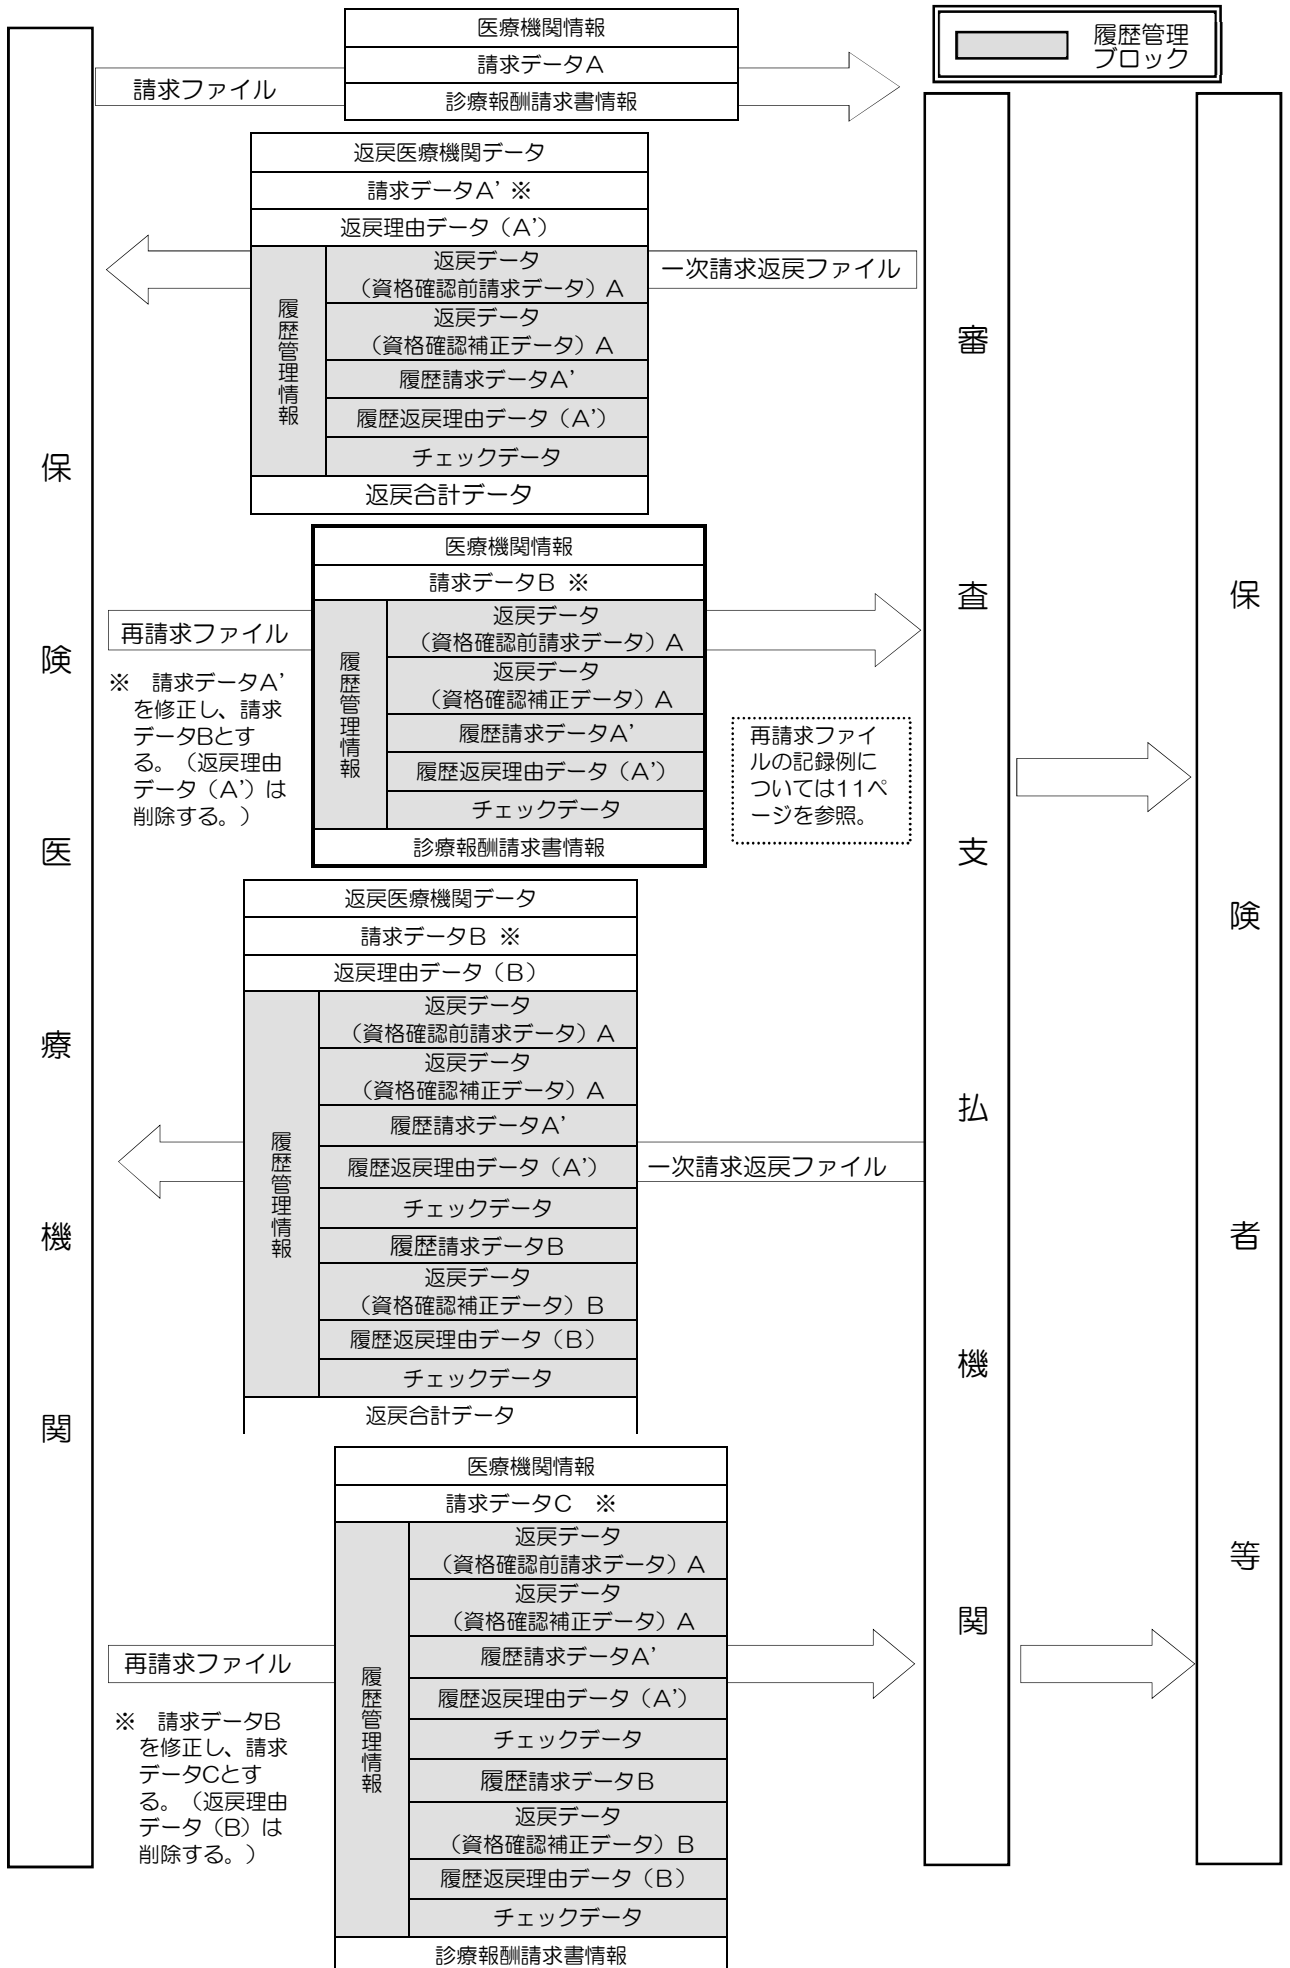 医療機関情報
請求データA
診療報酬請求書情報
請求ファイル
履歴管理
ブロック
返戻医療機関データ
請求データA’ ※
返戻理由データ（A’）
履歴管理情報
返戻データ
（資格確認前請求データ）A
返戻データ
（資格確認補正データ）A
履歴請求データA’
履歴返戻理由データ（A’）
チェックデータ
返戻合計データ
一次請求返戻ファイル
医療機関情報
請求データB ※
履歴管理情報
返戻データ
（資格確認前請求データ）A
返戻データ
（資格確認補正データ）A
履歴請求データA’
履歴返戻理由データ（A’）
チェックデータ
診療報酬請求書情報
再請求ファイル
※　請求データA’
を修正し、請求
データBとす
る。（返戻理由
データ（A’）は
削除する。）
再請求ファイ
ルの記録例に
ついては11ペ
ージを参照。
返戻医療機関データ
請求データB ※
返戻理由データ（B）
履歴管理情報
返戻データ
（資格確認前請求データ）A
返戻データ
（資格確認補正データ）A
履歴請求データA’
履歴返戻理由データ（A’）
チェックデータ
履歴請求データB
返戻データ
（資格確認補正データ）B
履歴返戻理由データ（B）
チェックデータ
返戻合計データ
一次請求返戻ファイル
医療機関情報
請求データC　※
履歴管理情報
返戻データ
（資格確認前請求データ）A
返戻データ
（資格確認補正データ）A
履歴請求データA’
履歴返戻理由データ（A’）
チェックデータ
履歴請求データB
返戻データ
（資格確認補正データ）B
履歴返戻理由データ（B）
チェックデータ
診療報酬請求書情報
再請求ファイル
※　請求データB
を修正し、請求
データCとす
る。（返戻理由
データ（B）は
削除する。）
保険医療機関
審査支払機関
保険者等